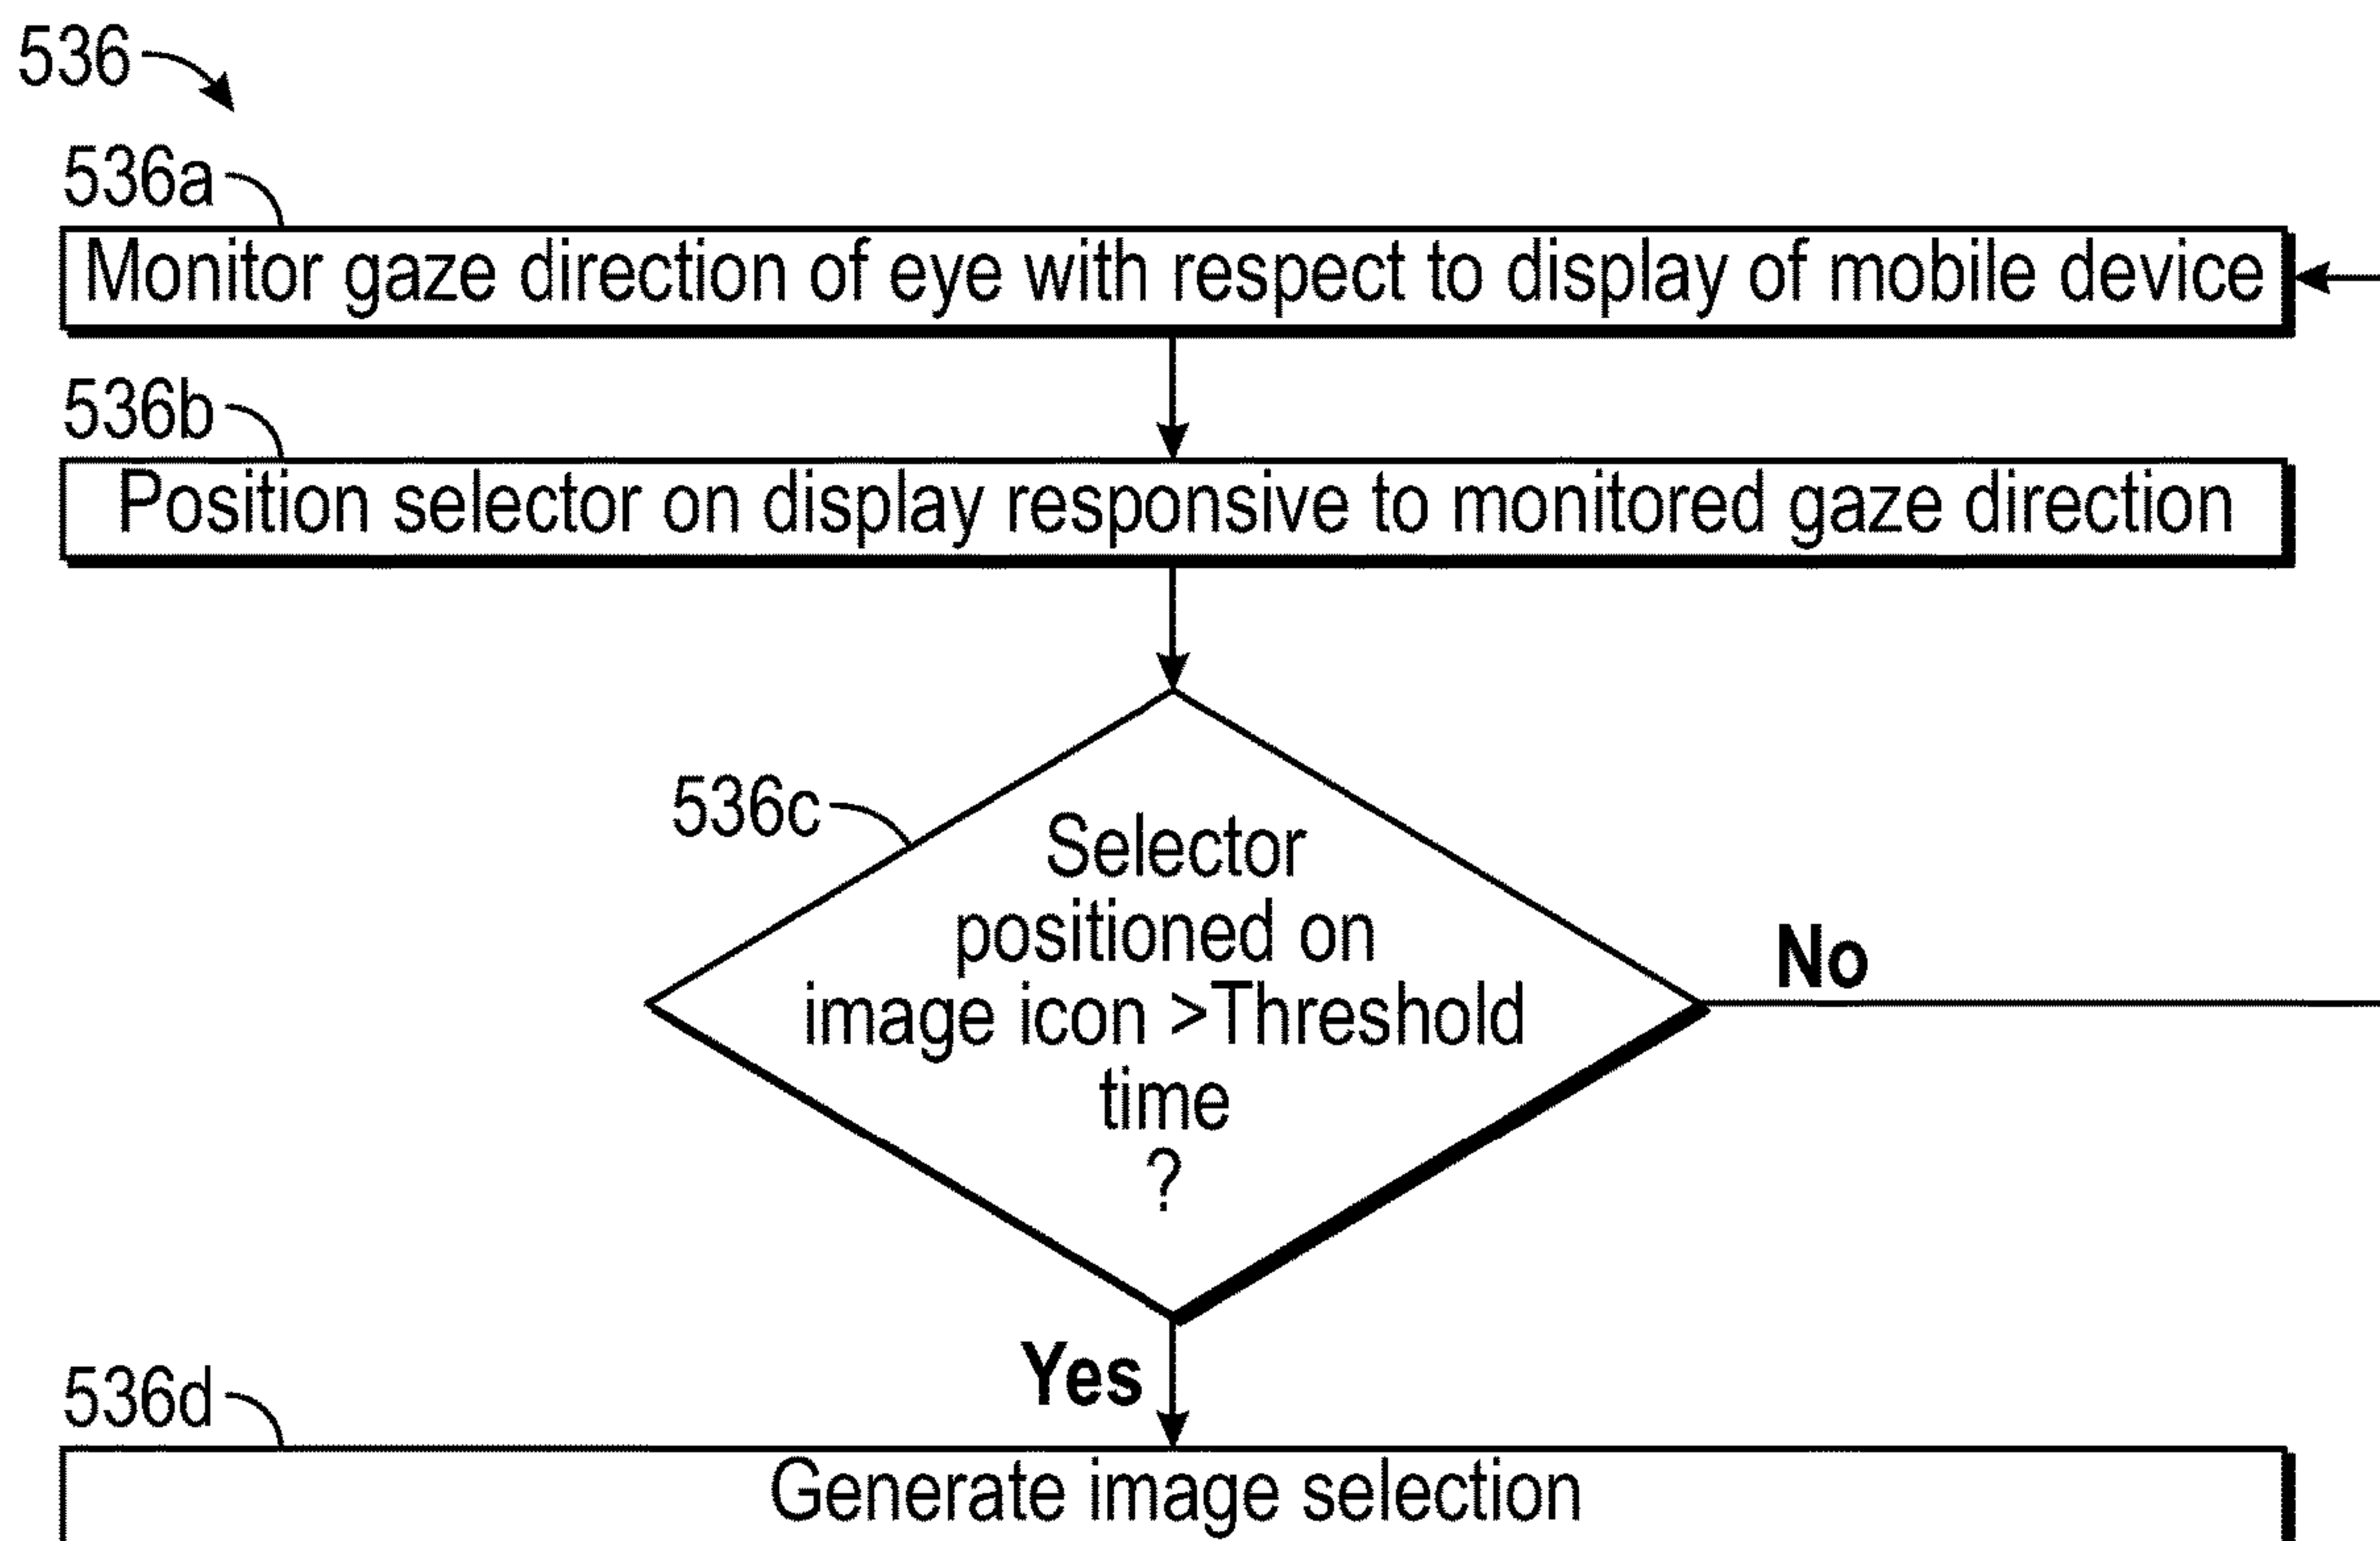 536
536a
Monitor gaze direction of eye with respect to display of mobile device
536b
Position selector on display responsive to monitored gaze direction
536c
Selector
positioned on
image icon >Threshold
time
?
No
Yes
536d
Generate image selection